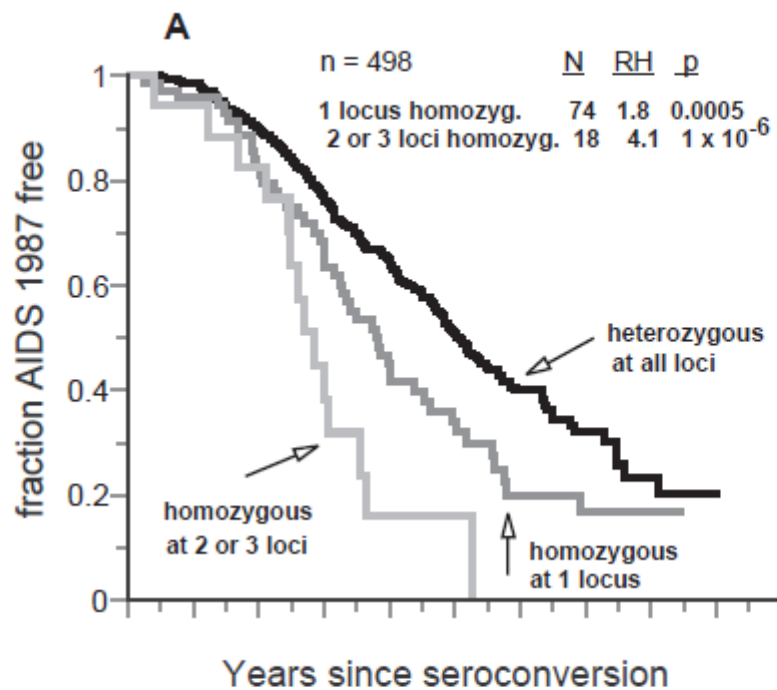 A
n = 498 N RH p
1 locus homozyg. 74 1.8 0.0005
2 or 3 loci homozyg. 18 4.1 1 x 10⁻⁶
fraction AIDS 1987 free
1
0.8
0.6
0.4
0.2
0
heterozygous
at all loci
homozygous
at 2 or 3 loci
homozygous
at 1 locus
Years since seroconversion